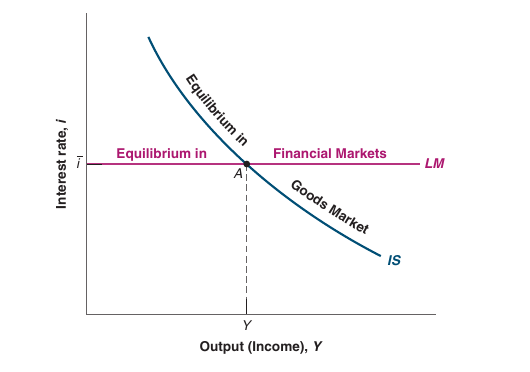 Equilibrium in
Equilibrium in
Financial Markets
LM
i̅
A
Goods Market
IS
Interest rate, i
Y
Output (Income), Y